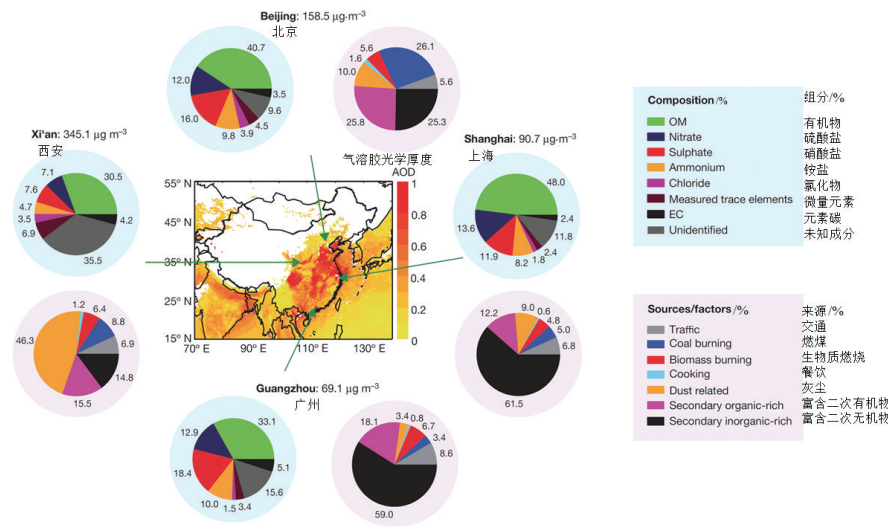 Beijing: 158.5 μg·m⁻³
北京
40.7
12.0
16.0
9.8
3.9
4.5
9.6
3.5
5.6
26.1
1.6
10.0
5.6
25.8
25.3
Xi'an: 345.1 μg m⁻³
西安
7.1
30.5
7.6
4.7
3.5
6.9
4.2
35.5
1.2
6.4
8.8
46.3
6.9
14.8
15.5
气溶胶光学厚度
AOD
1
0.8
0.6
0.4
0.2
0
55° N
45° N
35° N
25° N
15° N
70° E
90° E
110° E
130° E
Shanghai: 90.7 μg·m⁻³
上海
48.0
13.6
2.4
11.8
11.9
2.4
8.2
1.8
9.0
0.6
12.2
4.8
5.0
6.8
61.5
Guangzhou: 69.1 μg m⁻³
广州
12.9
33.1
18.4
5.1
15.6
10.0
1.5
3.4
3.4
0.8
18.1
6.7
3.4
8.6
59.0
Composition /% 组分/%
OM 有机物
Nitrate 硫酸盐
Sulphate 硝酸盐
Ammonium 铵盐
Chloride 氯化物
Measured trace elements 微量元素
EC 元素碳
Unidentified 未知成分
Sources/factors /% 来源/%
Traffic 交通
Coal burning 燃煤
Biomass burning 生物质燃烧
Cooking 餐饮
Dust related 灰尘
Secondary organic-rich 富含二次有机物
Secondary inorganic-rich 富含二次无机物